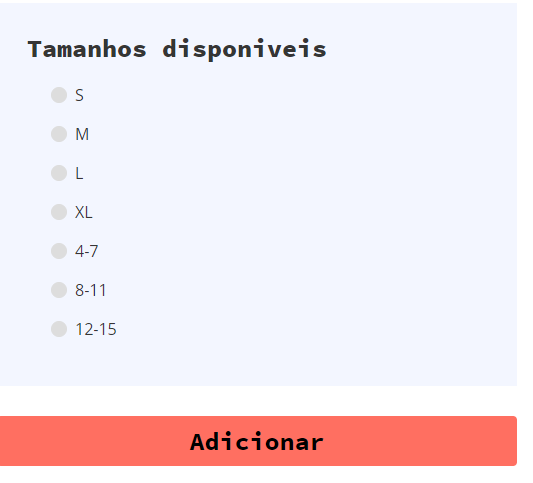 Tamanhos disponiveis
S
M
L
XL
4-7
8-11
12-15
Adicionar